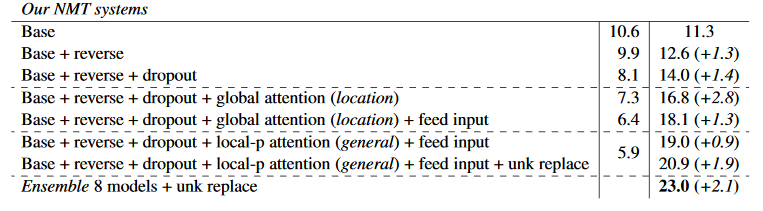 Our NMT systems
Base 10.6 11.3
Base + reverse 9.9 12.6 (+1.3)
Base + reverse + dropout 8.1 14.0 (+1.4)
Base + reverse + dropout + global attention (location) 7.3 16.8 (+2.8)
Base + reverse + dropout + global attention (location) + feed input 6.4 18.1 (+1.3)
Base + reverse + dropout + local-p attention (general) + feed input 5.9 19.0 (+0.9)
Base + reverse + dropout + local-p attention (general) + feed input + unk replace 20.9 (+1.9)
Ensemble 8 models + unk replace 23.0 (+2.1)